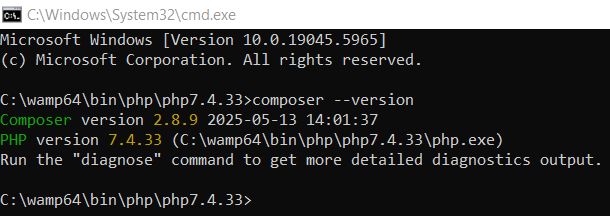 C:\Windows\System32\cmd.exe
Microsoft Windows [Version 10.0.19045.5965]
(c) Microsoft Corporation. All rights reserved.
C:\wamp64\bin\php\php7.4.33>composer --version
Composer version 2.8.9 2025-05-13 14:01:37
PHP version 7.4.33 (C:\wamp64\bin\php\php7.4.33\php.exe)
Run the "diagnose" command to get more detailed diagnostics output.
C:\wamp64\bin\php\php7.4.33>